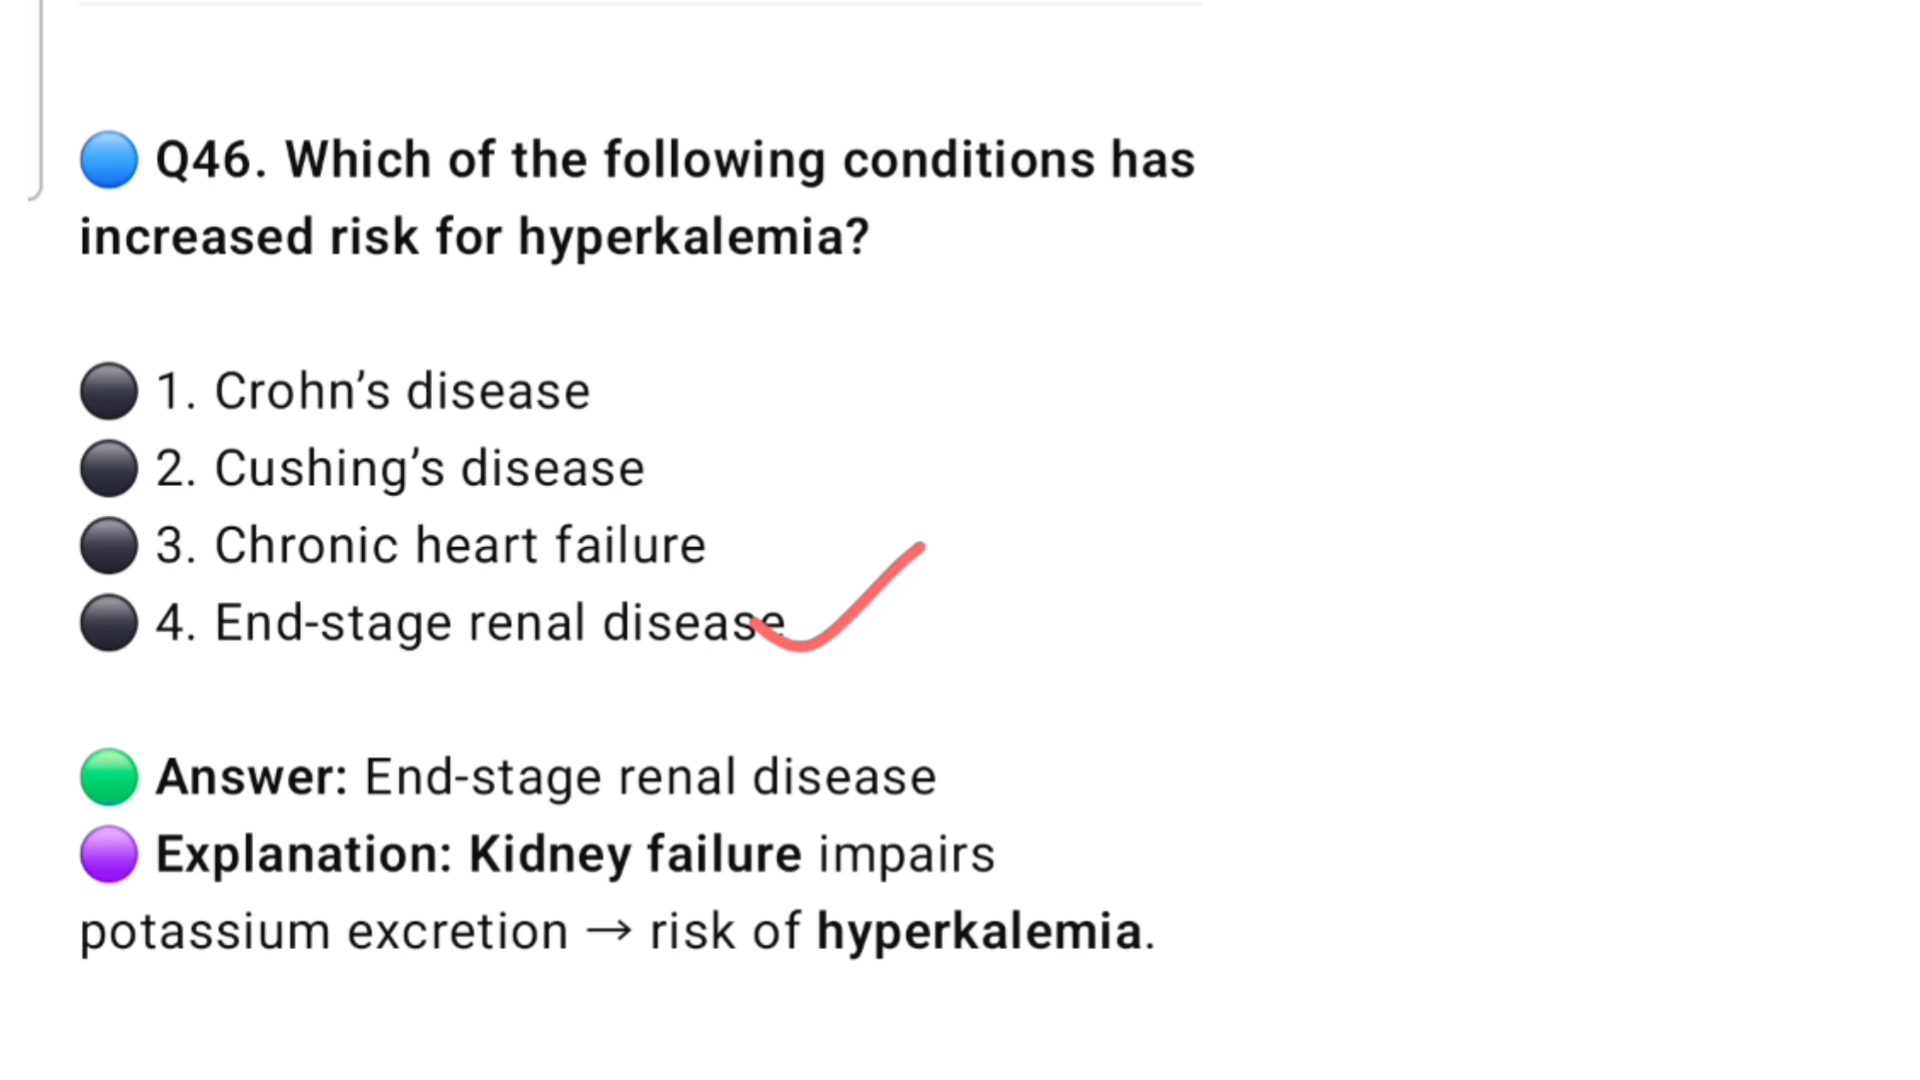 Q46. Which of the following conditions has
increased risk for hyperkalemia?
1. Crohn’s disease
2. Cushing’s disease
3. Chronic heart failure
4. End-stage renal disease
Answer: End-stage renal disease
Explanation: Kidney failure impairs
potassium excretion → risk of hyperkalemia.